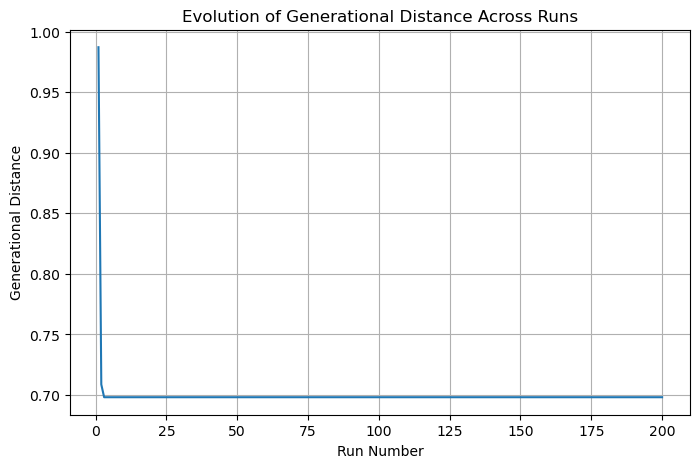 Evolution of Generational Distance Across Runs
1.00
0.95
0.90
0.85
0.80
0.75
0.70
Generational Distance
0 25 50 75 100 125 150 175 200
Run Number